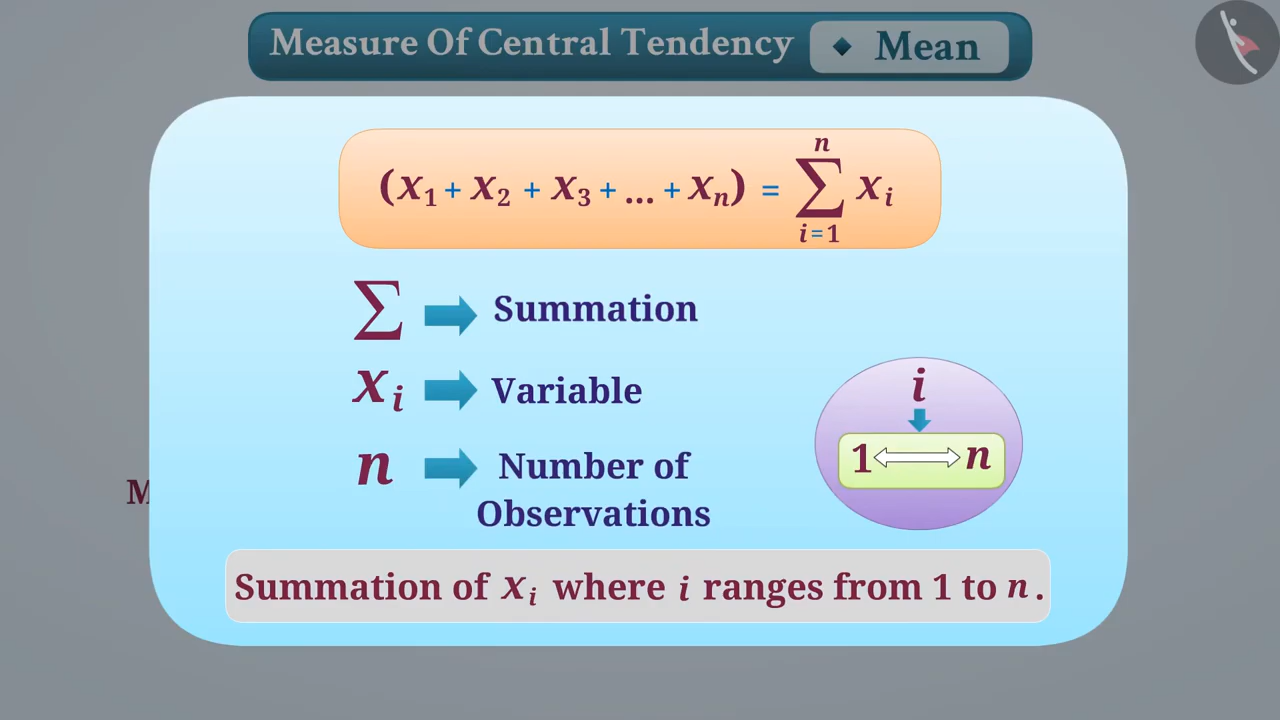 Measure Of Central Tendency ◆ Mean
(x₁ + x₂ + x₃ + ... + xₙ) = ∑ⁿᵢ₌₁ xᵢ
∑ Summation
xᵢ Variable
n Number of
Observations
i
1 n
M
Summation of xᵢ where i ranges from 1 to n.